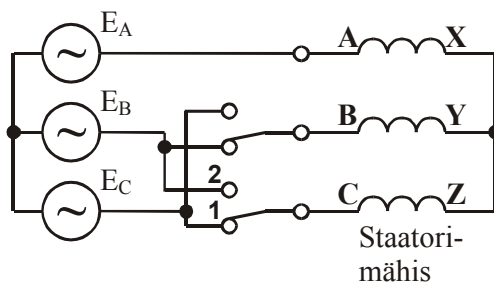 E_A
A X
E_B
B Y
E_C
2
1
C Z
Staatori-
mähis